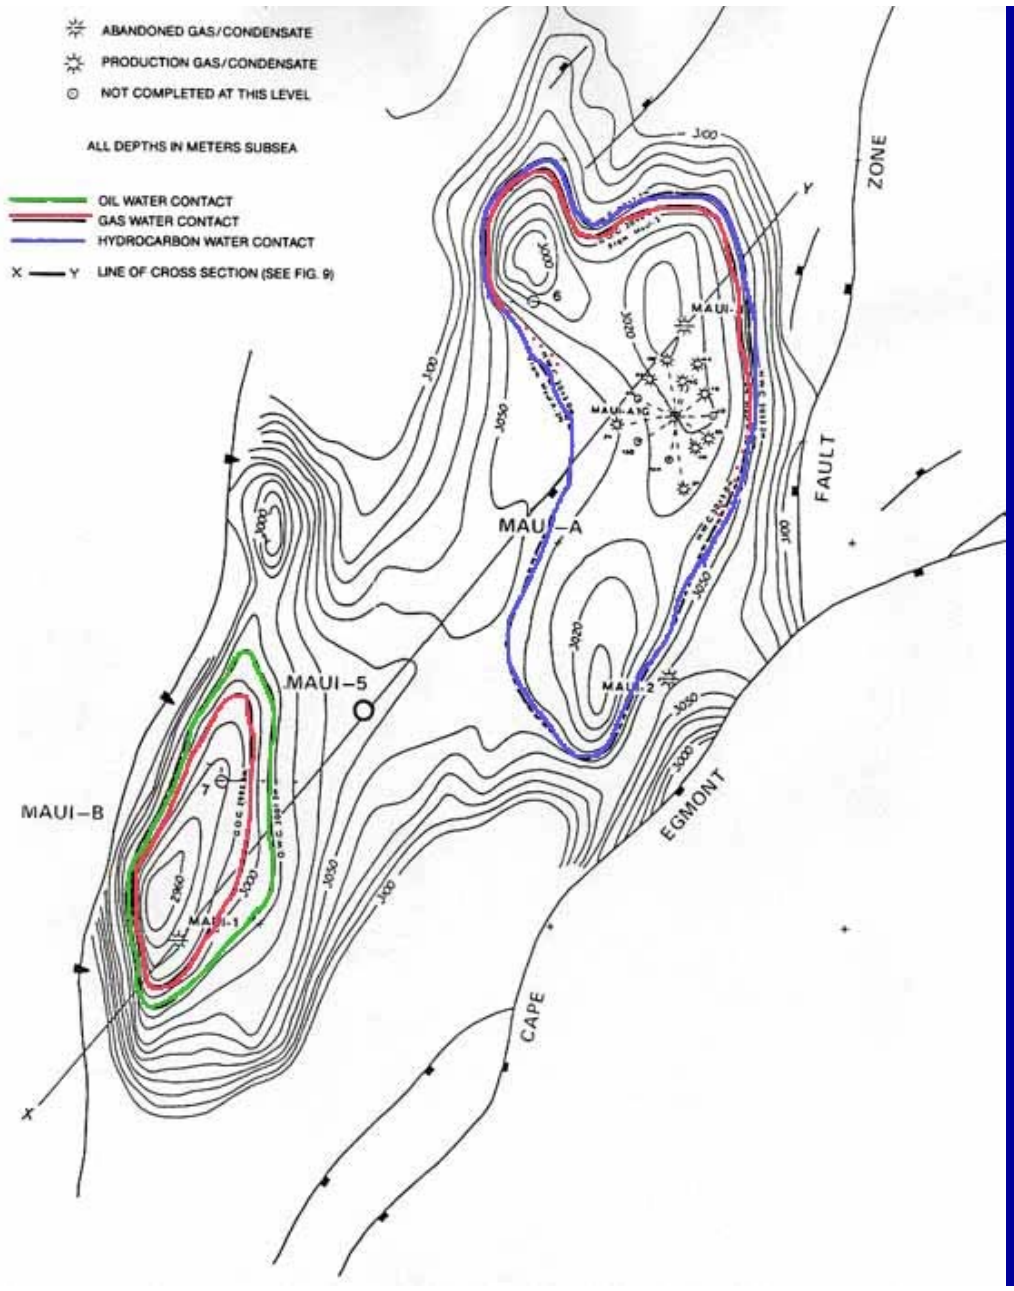 ABANDONED GAS/CONDENSATE
PRODUCTION GAS/CONDENSATE
NOT COMPLETED AT THIS LEVEL
ALL DEPTHS IN METERS SUBSEA
OIL WATER CONTACT
GAS WATER CONTACT
HYDROCARBON WATER CONTACT
X Y LINE OF CROSS SECTION (SEE FIG. 9)
3100
ZONE
Y
3000
6
MAUI-3
3020
3100
3050
MAUI-A1G
FAULT
3000
MAUI-A
3100
3050
3020
MAUI-5
MAUI-2
3050
3000
7
MAUI-B
EGMONT
2960
3000
3050
3100
MAUI-1
CAPE
X